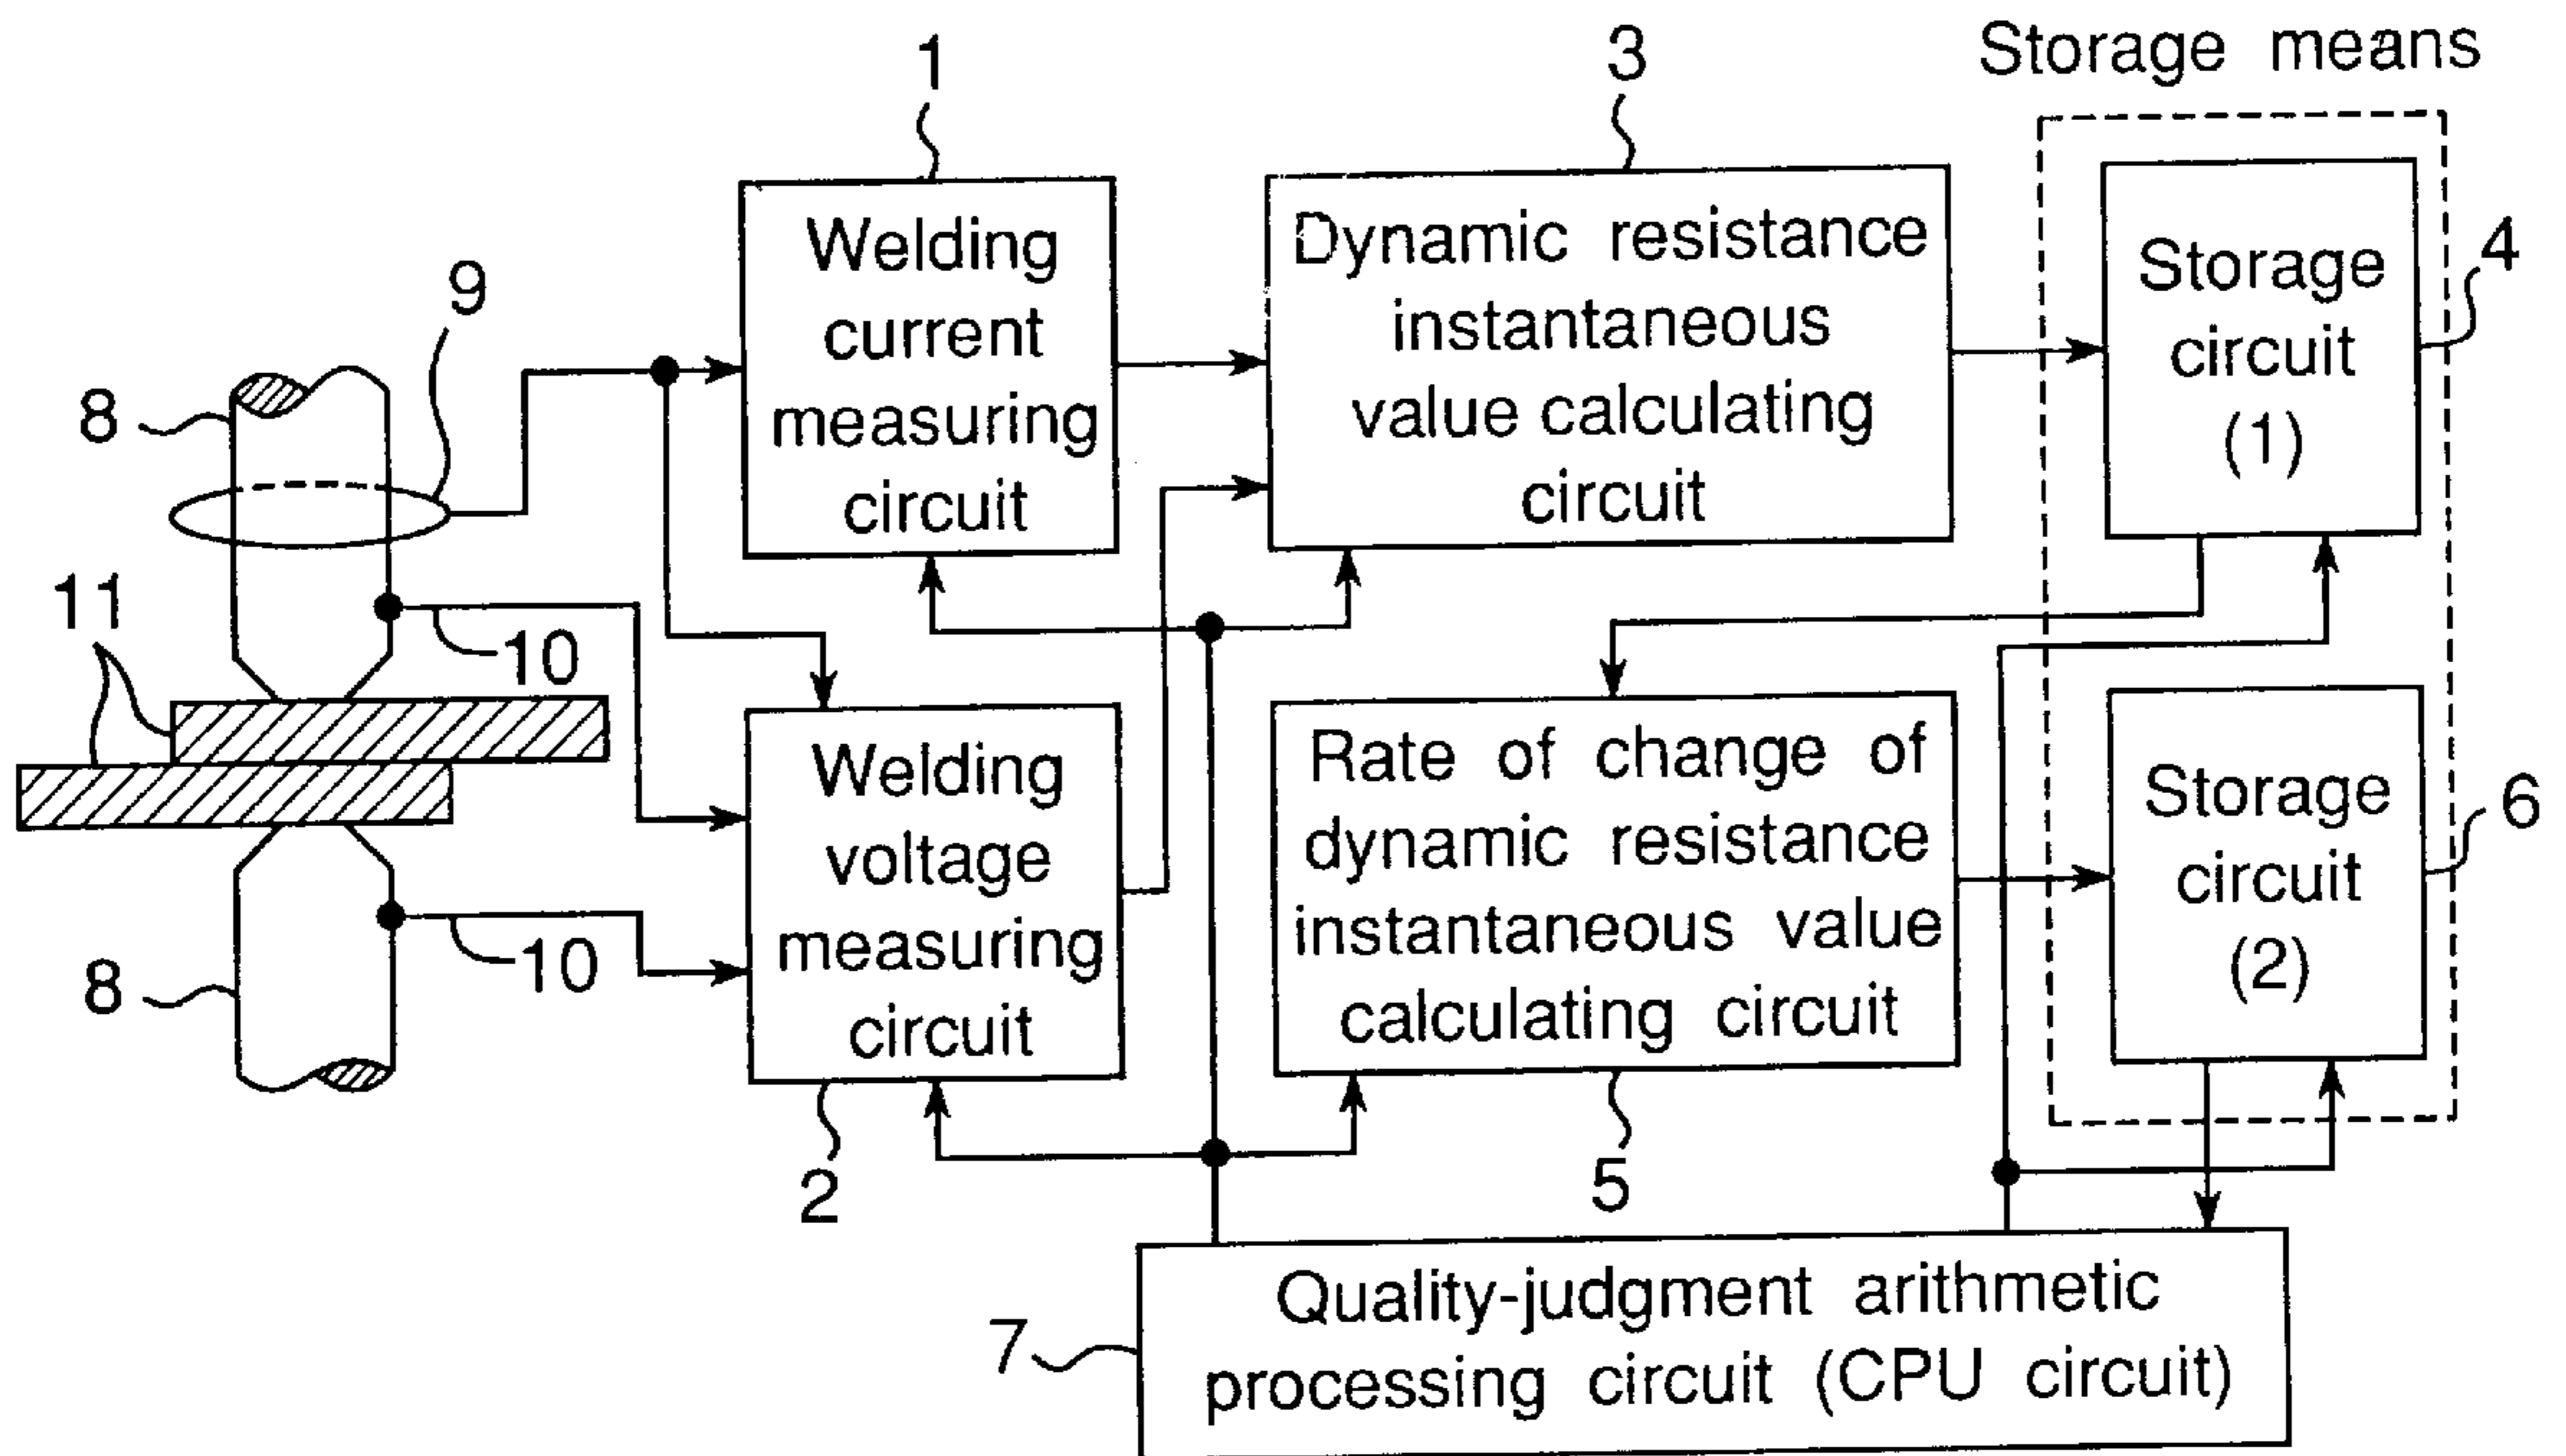 Storage means
1
3
Welding
current
measuring
circuit
Dynamic resistance
instantaneous
value calculating
circuit
Storage
circuit
(1)
4
9
8
11
10
Welding
voltage
measuring
circuit
Rate of change of
dynamic resistance
instantaneous value
calculating circuit
Storage
circuit
(2)
6
10
8
2
5
7
Quality-judgment arithmetic
processing circuit (CPU circuit)